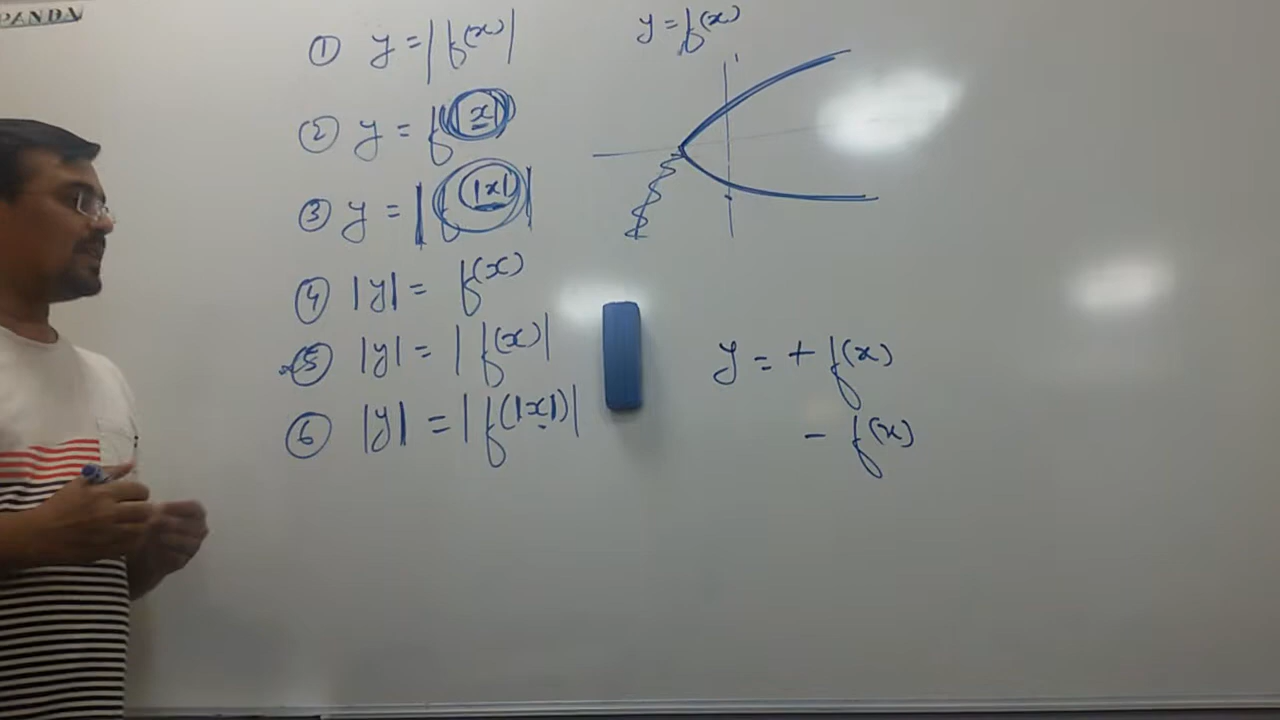 PANDA
① y = |f(x)|
② y = f(|x|)
③ y = |f(|x|)|
④ |y| = f(x)
⑤ |y| = |f(x)|
⑥ |y| = |f(|x|)|
y = f(x)
y = + f(x)
- f(x)